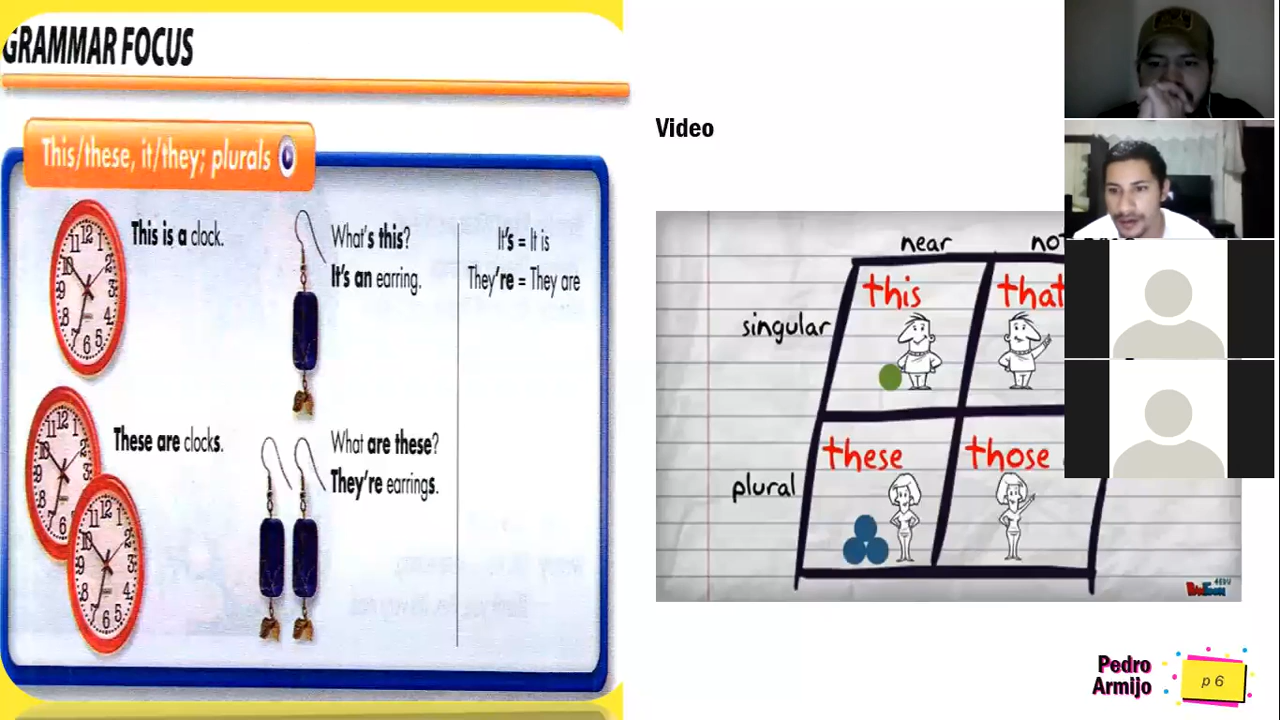 GRAMMAR FOCUS
This/these, it/they; plurals
This is a clock.
What's this?
It's an earring.
It's = It is
They're = They are
These are clocks.
What are these?
They're earrings.
Video
near
singular
this
that
plural
these
those
Pedro
Armijo
p 6